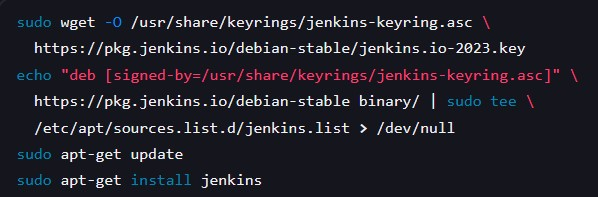 sudo wget -O /usr/share/keyrings/jenkins-keyring.asc \
https://pkg.jenkins.io/debian-stable/jenkins.io-2023.key
echo "deb [signed-by=/usr/share/keyrings/jenkins-keyring.asc]" \
https://pkg.jenkins.io/debian-stable binary/ | sudo tee \
/etc/apt/sources.list.d/jenkins.list > /dev/null
sudo apt-get update
sudo apt-get install jenkins